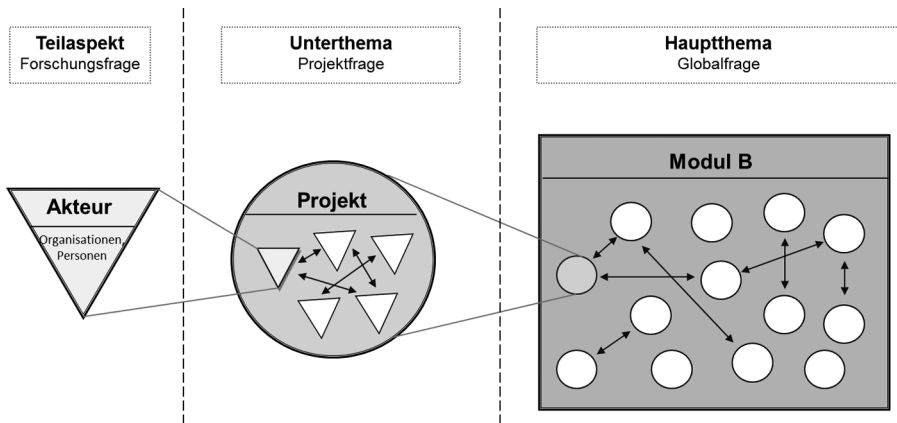 Teilaspekt
Forschungsfrage
Unterthema
Projektfrage
Hauptthema
Globalfrage
Akteur
Organisationen,
Personen
Projekt
Modul B